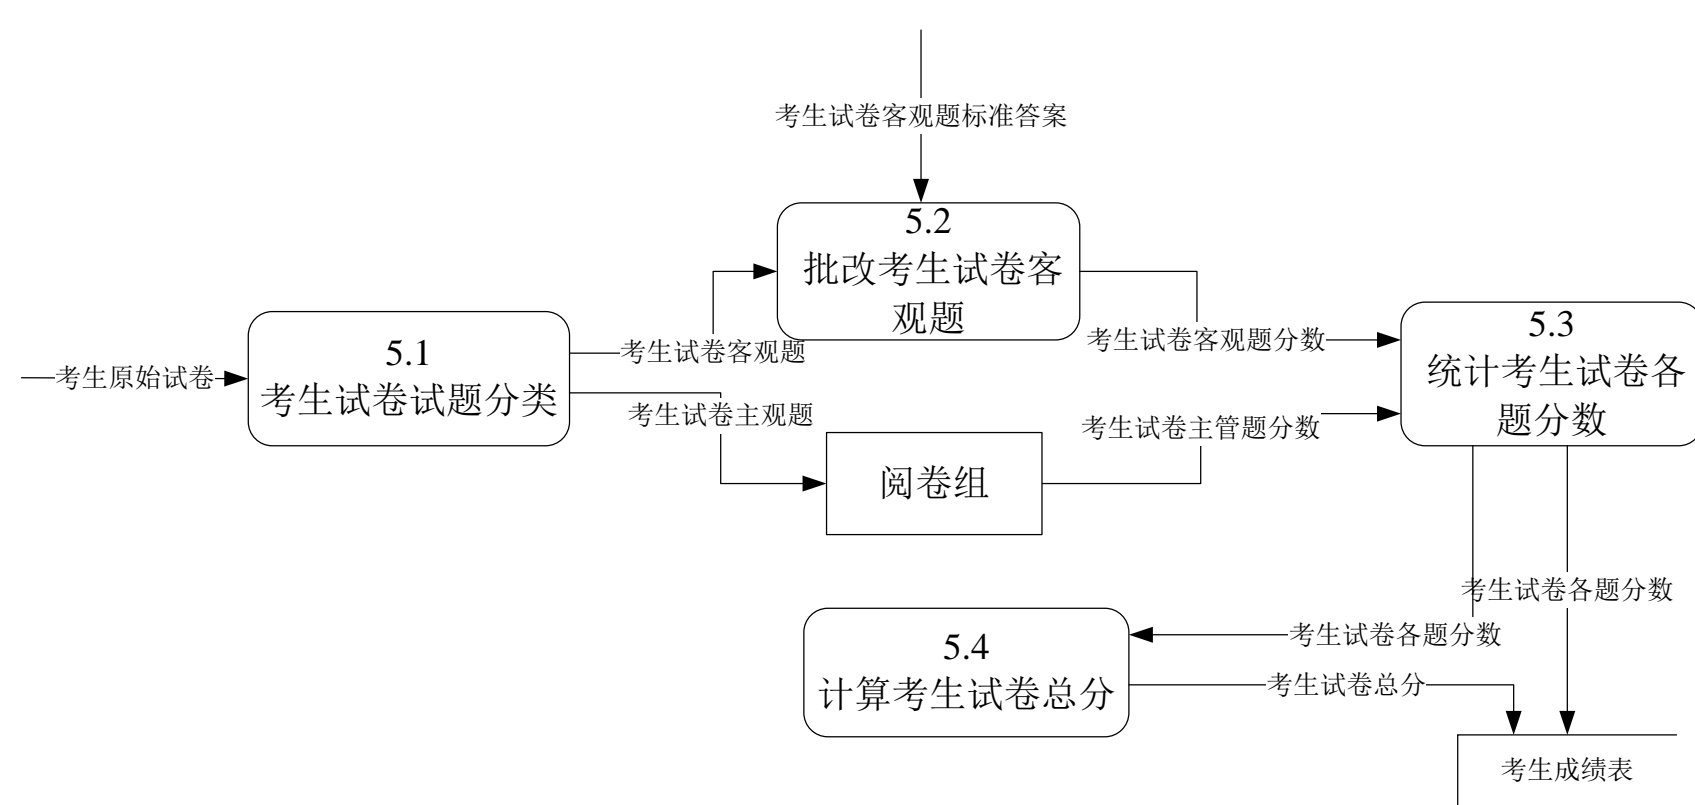 考生试卷客观题标准答案
5.2
批改考生试卷客
观题
考生原始试卷
5.1
考生试卷试题分类
考生试卷客观题
考生试卷主观题
阅卷组
考生试卷客观题分数
考生试卷主管题分数
5.3
统计考生试卷各
题分数
考生试卷各题分数
考生试卷各题分数
5.4
计算考生试卷总分
考生试卷总分
考生成绩表